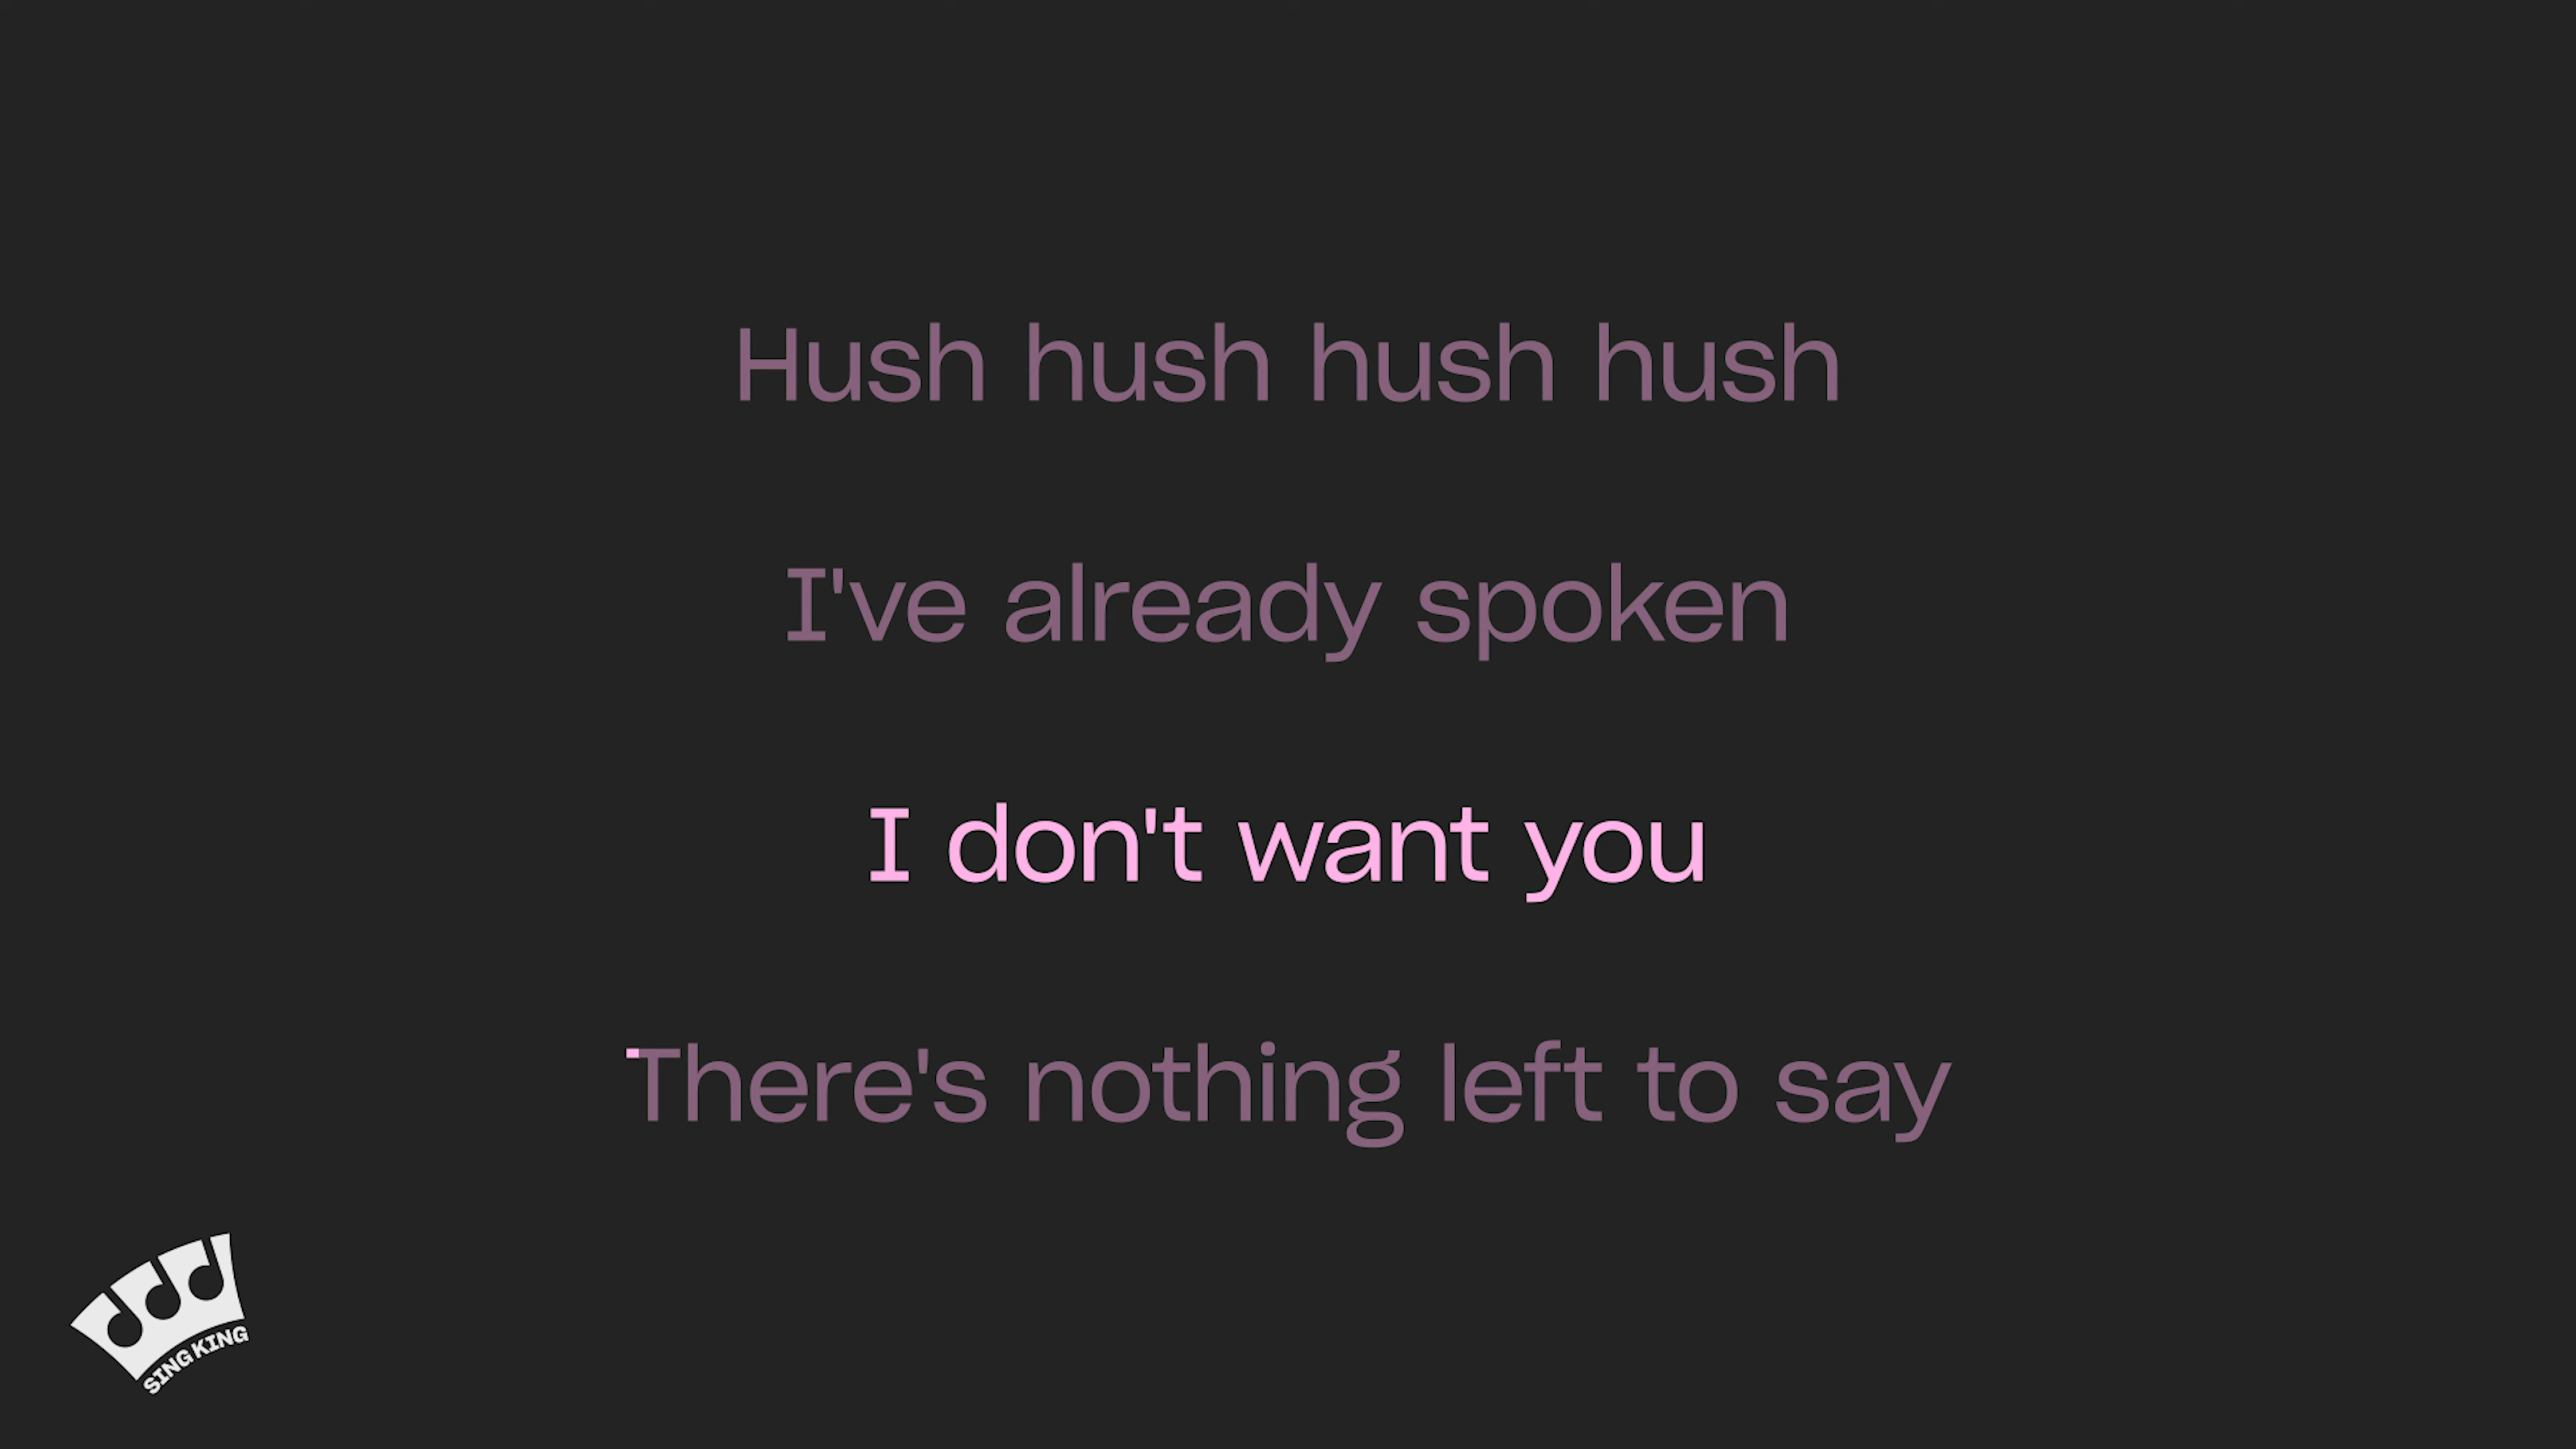 Hush hush hush hush
I've already spoken
I don't want you
There's nothing left to say
SING KING